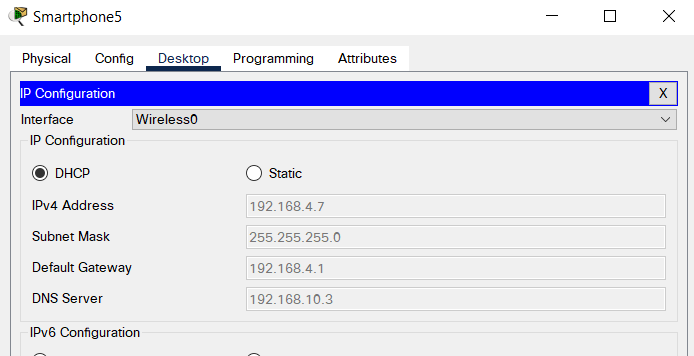 Smartphone5
Physical Config Desktop Programming Attributes
IP Configuration X
Interface Wireless0
IP Configuration
DHCP Static
IPv4 Address 192.168.4.7
Subnet Mask 255.255.255.0
Default Gateway 192.168.4.1
DNS Server 192.168.10.3
IPv6 Configuration